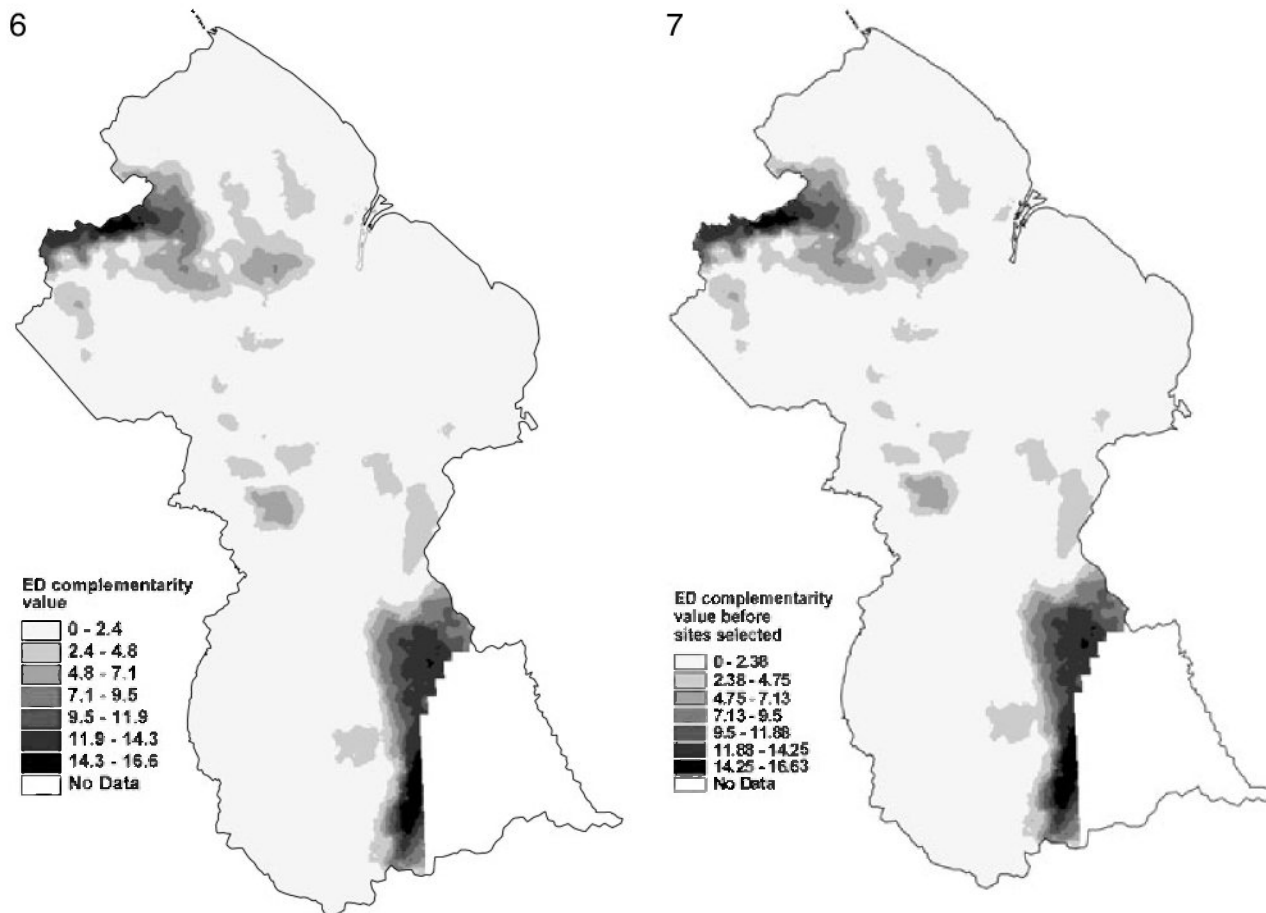 6
ED complementarity
value
0 - 2.4
2.4 - 4.8
4.8 - 7.1
7.1 - 9.5
9.5 - 11.9
11.9 - 14.3
14.3 - 16.6
No Data
7
ED complementarity
value before
sites selected
0 - 2.38
2.38 - 4.75
4.75 - 7.13
7.13 - 9.5
9.5 - 11.88
11.88 - 14.25
14.25 - 16.63
No Data